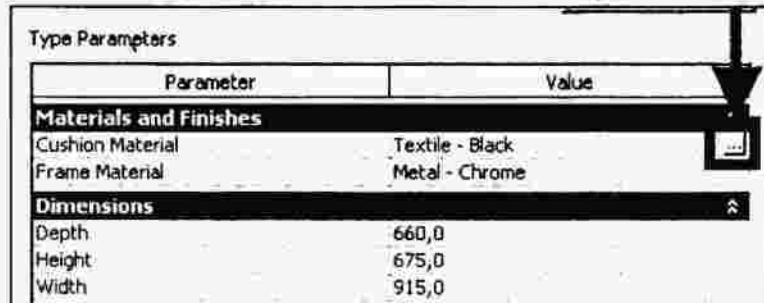 Type Parameters
Parameter Value
Materials and Finishes
Cushion Material Textile - Black ...
Frame Material Metal - Chrome
Dimensions
Depth 660,0
Height 675,0
Width 915,0